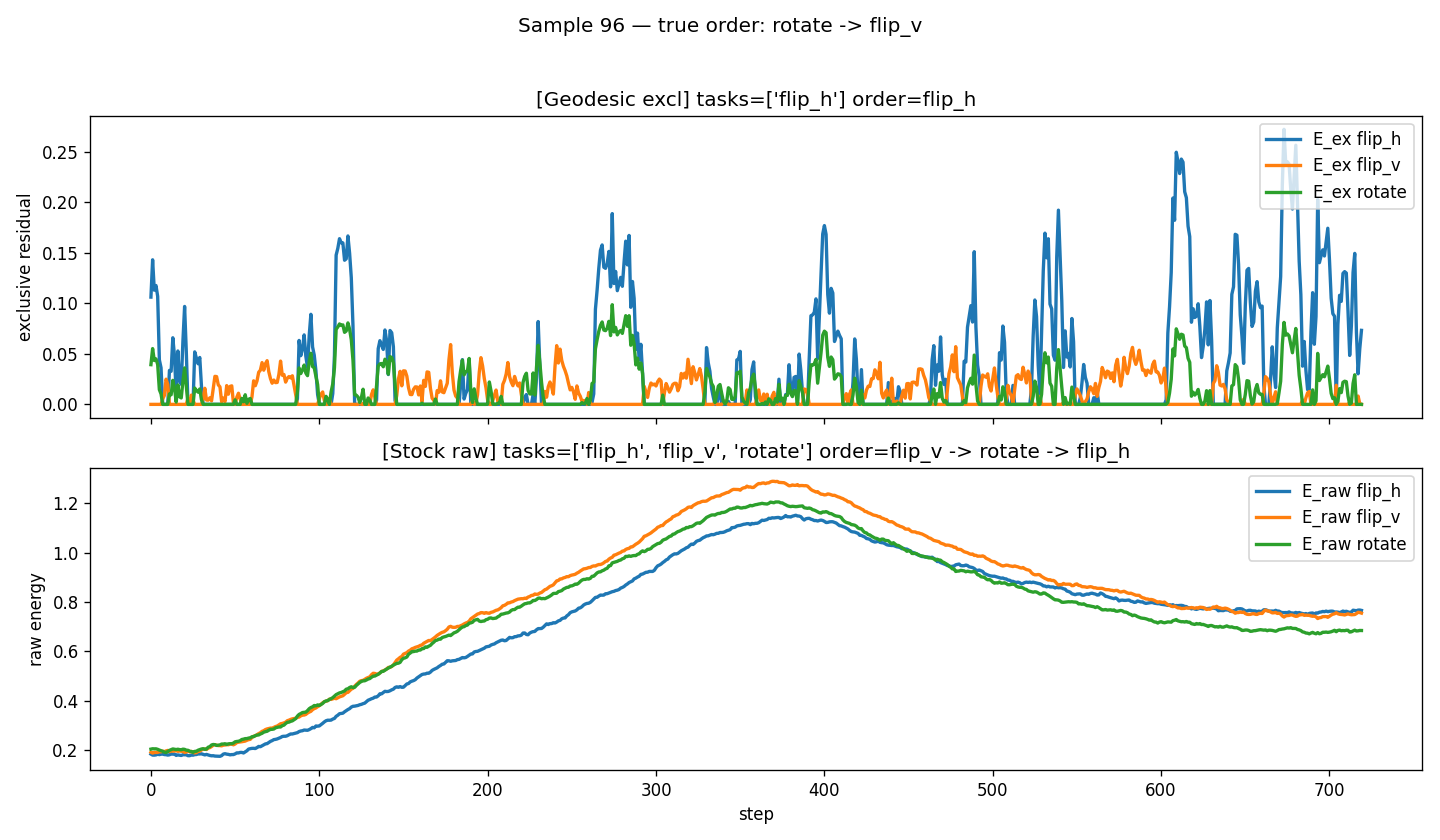 Sample 96 — true order: rotate -> flip_v
[Geodesic excl] tasks=['flip_h'] order=flip_h
exclusive residual
0.25
0.20
0.15
0.10
0.05
0.00
E_ex flip_h
E_ex flip_v
E_ex rotate
[Stock raw] tasks=['flip_h', 'flip_v', 'rotate'] order=flip_v -> rotate -> flip_h
raw energy
1.2
1.0
0.8
0.6
0.4
0.2
E_raw flip_h
E_raw flip_v
E_raw rotate
0 100 200 300 400 500 600 700
step